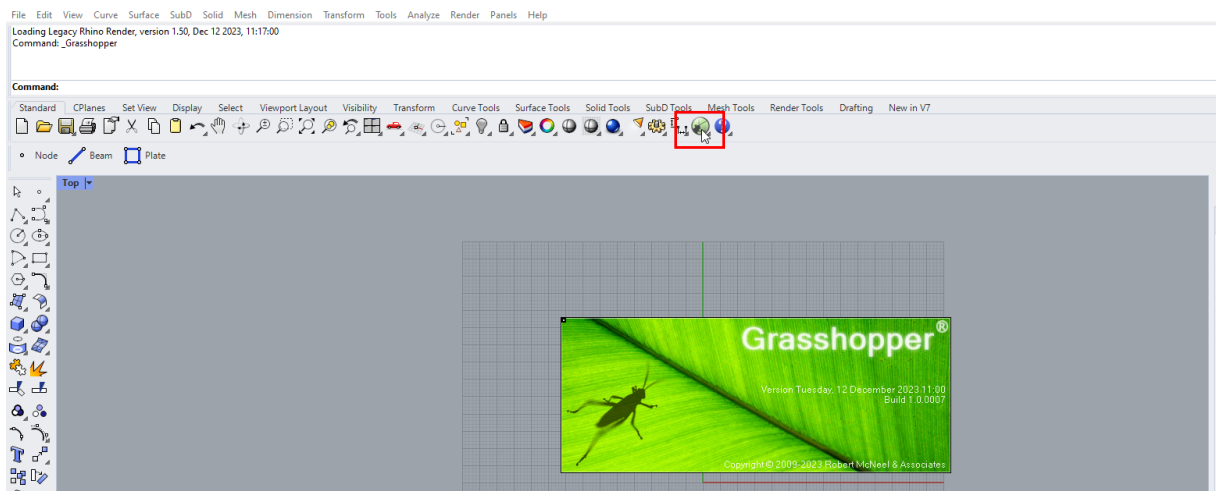 File Edit View Curve Surface SubD Solid Mesh Dimension Transform Tools Analyze Render Panels Help
Loading Legacy Rhino Render, version 1.50, Dec 12 2023, 11:17:00
Command: _Grasshopper
Command:
Standard CPlanes Set View Display Select Viewport Layout Visibility Transform Curve Tools Surface Tools Solid Tools SubD Tools Mesh Tools Render Tools Drafting New in V7
Node Beam Plate
Top
Grasshopper®
Version Tuesday, 12 December 2023 11:00
Build 1.0.0007
Copyright © 2009-2023 Robert McNeel & Associates